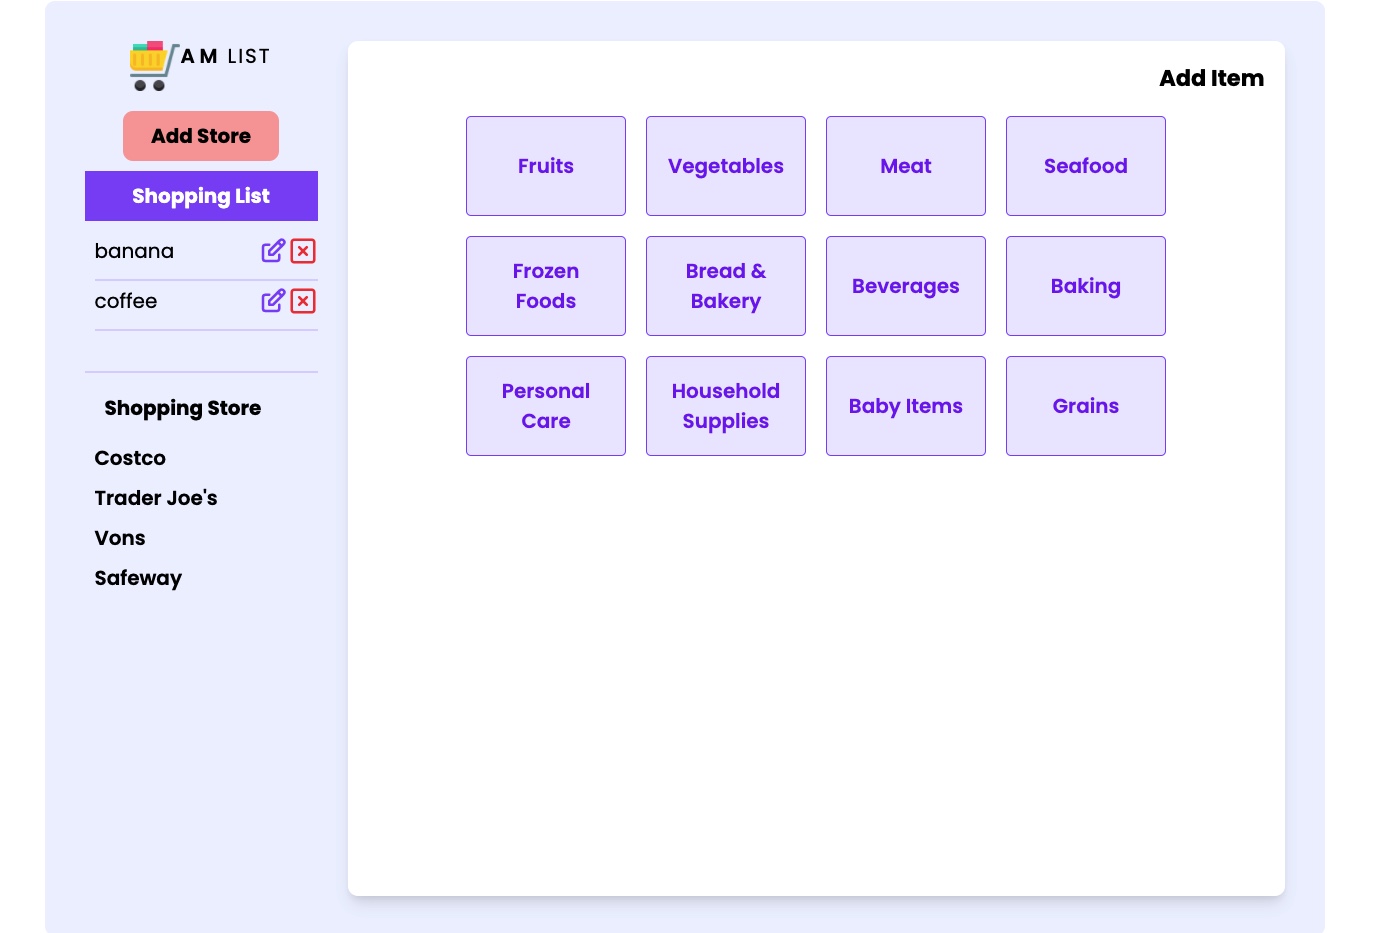 AM LIST
Add Store
Shopping List
banana
coffee
Shopping Store
Costco
Trader Joe's
Vons
Safeway
Add Item
Fruits
Vegetables
Meat
Seafood
Frozen
Foods
Bread &
Bakery
Beverages
Baking
Personal
Care
Household
Supplies
Baby Items
Grains